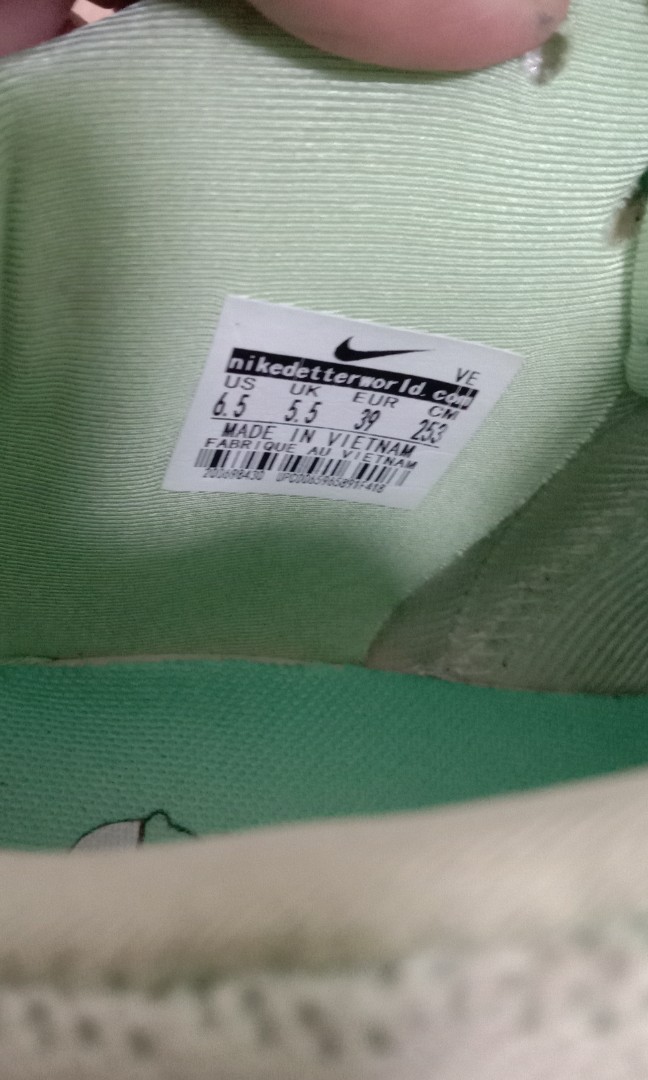 VE
nikedetterworld.com
US UK EUR CM
6.5 5.5 39 253
MADE IN VIETNAM
FABRIQUE AU VIETNAM
203698430